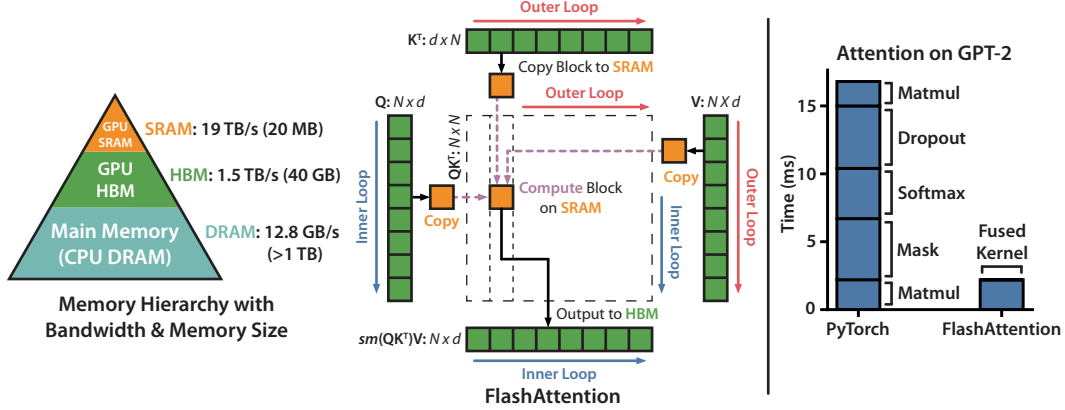 GPU
SRAM
GPU
HBM
Main Memory
(CPU DRAM)
SRAM: 19 TB/s (20 MB)
HBM: 1.5 TB/s (40 GB)
DRAM: 12.8 GB/s
(>1 TB)
Memory Hierarchy with
Bandwidth & Memory Size
Outer Loop
Kᵀ: d x N
Copy Block to SRAM
Outer Loop
Q: N x d
V: N X d
QKᵀ: N x N
Inner Loop
Copy
Compute Block
on SRAM
Copy
Inner Loop
Outer Loop
Output to HBM
sm(QKᵀ)V: N x d
Inner Loop
FlashAttention
Attention on GPT-2
Time (ms)
15
10
5
0
Matmul
Dropout
Softmax
Mask
Matmul
Fused
Kernel
PyTorch
FlashAttention